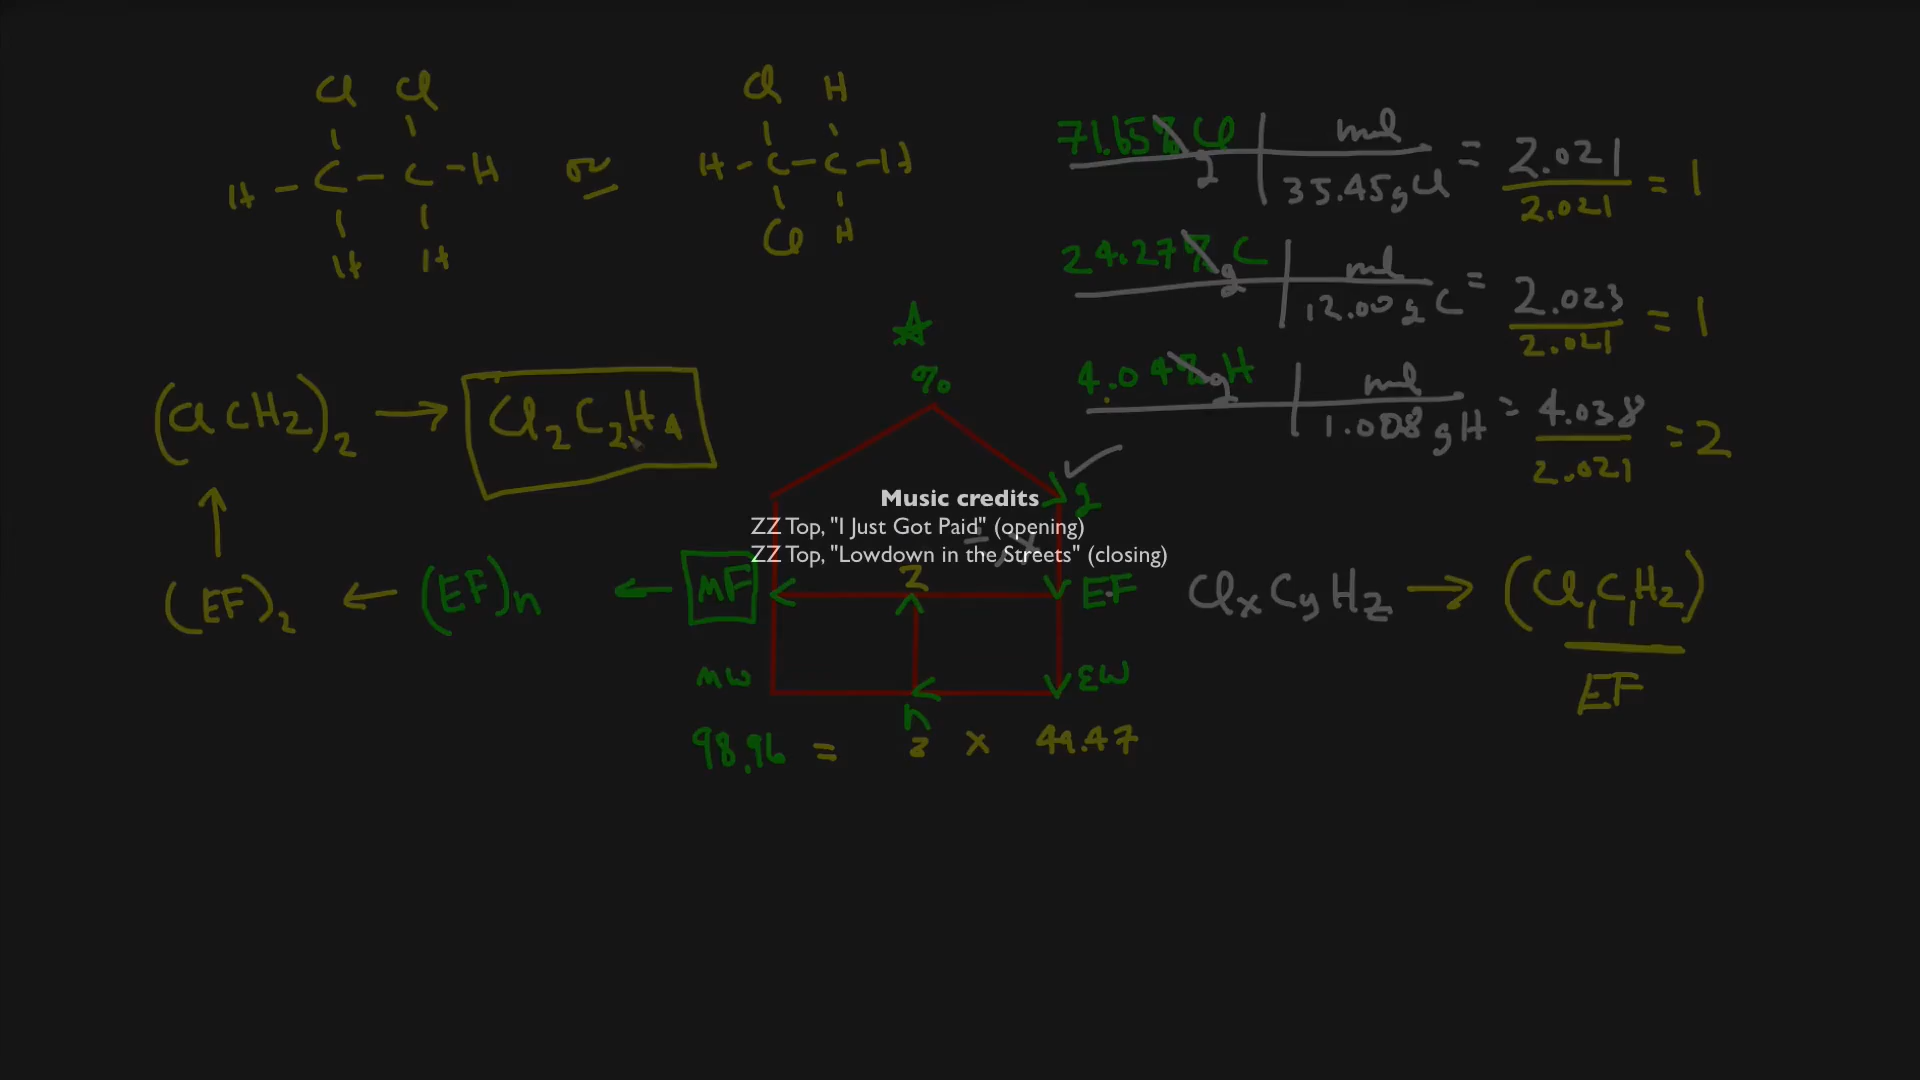 Cl Cl
H - C - C - H
H H
or
Cl H
H - C - C - H
Cl H
71.65% Cl | mol
g | 35.45 g Cl = 2.021 / 2.021 = 1
24.27% C | mol
g | 12.00 g C = 2.023 / 2.021 = 1
4.04% H | mol
g | 1.008 g H = 4.038 / 2.021 = 2
%
(ClCH2)2 → Cl2C2H4
g
Music credits
ZZ Top, "I Just Got Paid" (opening)
ZZ Top, "Lowdown in the Streets" (closing)
(EF)2 ← (EF)n ← MF
2
EF
ClxCyHz → (Cl1C1H2)
EF
MW
n
EW
98.96 = 2 x 49.47